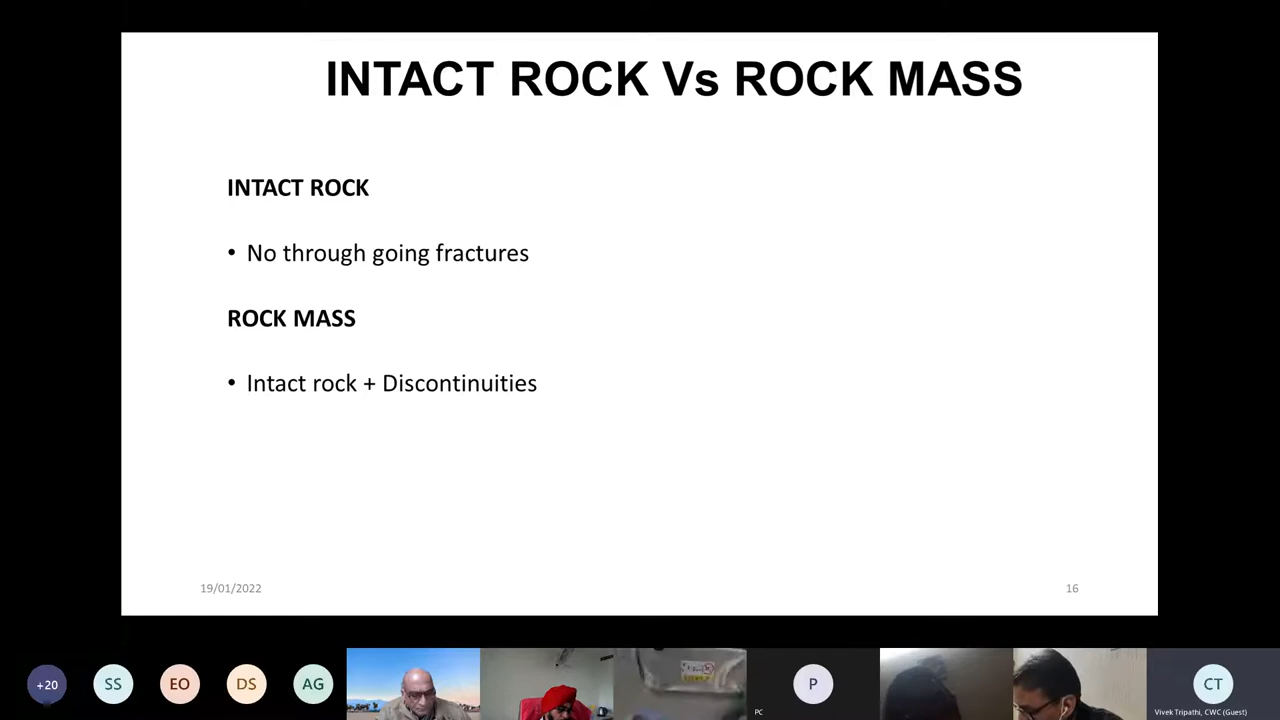 INTACT ROCK Vs ROCK MASS
INTACT ROCK
• No through going fractures
ROCK MASS
• Intact rock + Discontinuities
19/01/2022
16
+20
SS
EO
DS
AG
P
PC
CT
Vivek Tripathi, CWC (Guest)